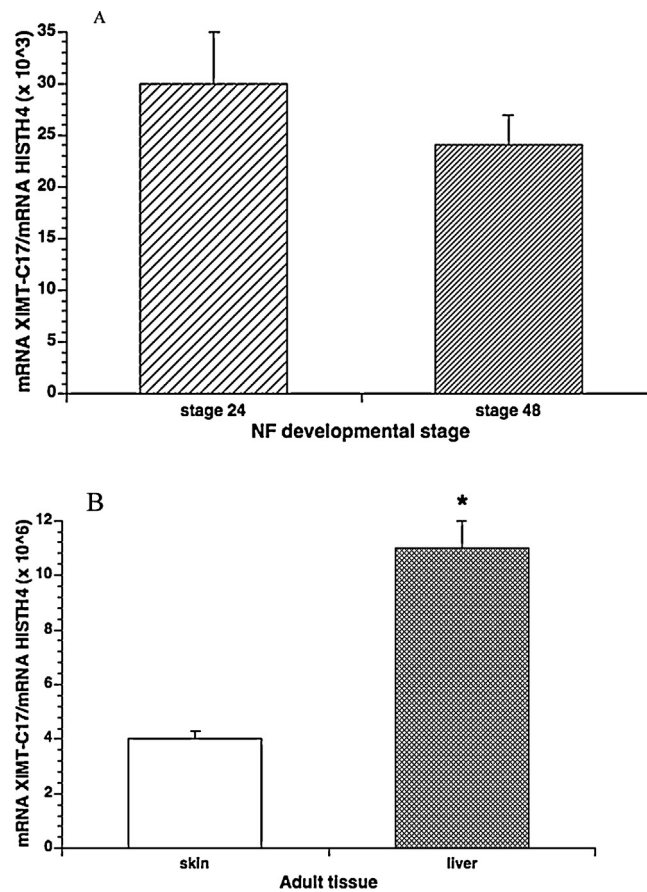 A
mRNA XIMT-C17/mRNA HISTH4 (x 10^3)
35
30
25
20
15
10
5
0
stage 24
stage 48
NF developmental stage
B
*
mRNA XIMT-C17/mRNA HISTH4 (x 10^6)
12
10
8
6
4
2
0
skin
liver
Adult tissue